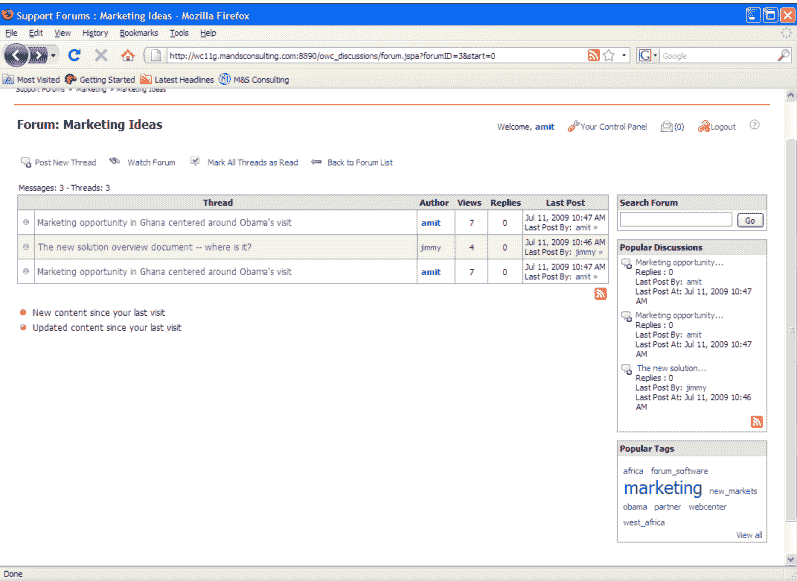 Support Forums : Marketing Ideas - Mozilla Firefox
File Edit View History Bookmarks Tools Help
http://wc11g.mandsconsulting.com:8890/owc_discussions/forum.jspa?forumID=3&start=0
Google
Most Visited Getting Started Latest Headlines M&S Consulting
Support Forums » Marketing » Marketing Ideas
Forum: Marketing Ideas
Welcome, amit Your Control Panel (0) Logout ?
Post New Thread Watch Forum Mark All Threads as Read Back to Forum List
Messages: 3 - Threads: 3
Thread Author Views Replies Last Post
Marketing opportunity in Ghana centered around Obama's visit amit 7 0 Jul 11, 2009 10:47 AM
Last Post By: amit »
The new solution overview document -- where is it? jimmy 4 0 Jul 11, 2009 10:46 AM
Last Post By: jimmy »
Marketing opportunity in Ghana centered around Obama's visit amit 7 0 Jul 11, 2009 10:47 AM
Last Post By: amit »
New content since your last visit
Updated content since your last visit
Search Forum
Go
Popular Discussions
Marketing opportunity...
Replies : 0
Last Post By: amit
Last Post At: Jul 11, 2009 10:47
AM
Marketing opportunity...
Replies : 0
Last Post By: amit
Last Post At: Jul 11, 2009 10:47
AM
The new solution...
Replies : 0
Last Post By: jimmy
Last Post At: Jul 11, 2009 10:46
AM
Popular Tags
africa forum_software
marketing new_markets
obama partner webcenter
west_africa
View all
Done